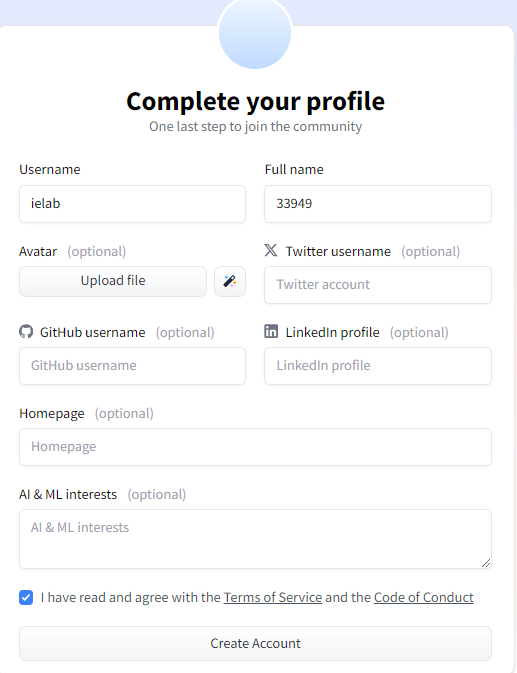 Complete your profile
One last step to join the community
Username
Full name
ielab
33949
Avatar (optional)
Twitter username (optional)
Upload file
Twitter account
GitHub username (optional)
LinkedIn profile (optional)
GitHub username
LinkedIn profile
Homepage (optional)
Homepage
AI & ML interests (optional)
AI & ML interests
I have read and agree with the Terms of Service and the Code of Conduct
Create Account